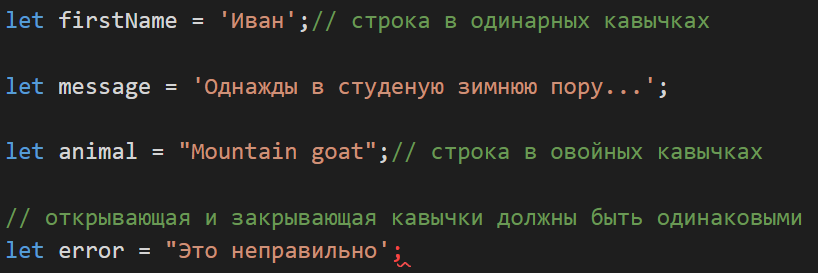 let firstName = 'Иван';// строка в одинарных кавычках
let message = 'Однажды в студеную зимнюю пору...';
let animal = "Mountain goat";// строка в овойных кавычках
// открывающая и закрывающая кавычки должны быть одинаковыми
let error = "Это неправильно';